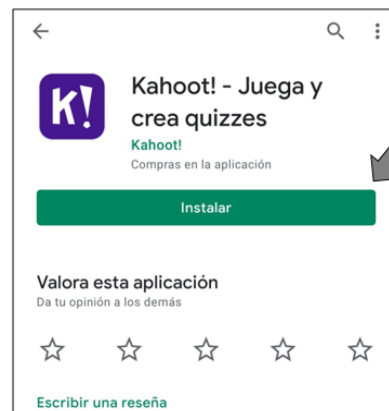 K!
Kahoot! - Juega y
crea quizzes
Kahoot!
Compras en la aplicación
Instalar
Valora esta aplicación
Da tu opinión a los demás
Escribir una reseña